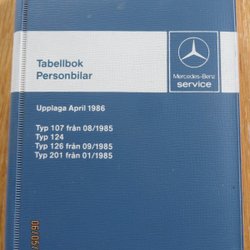 Tabellbok
Personbilar
Mercedes-Benz
service
Upplaga April 1986
Typ 107 från 08/1985
Typ 124
Typ 126 från 09/1985
Typ 201 från 01/1985